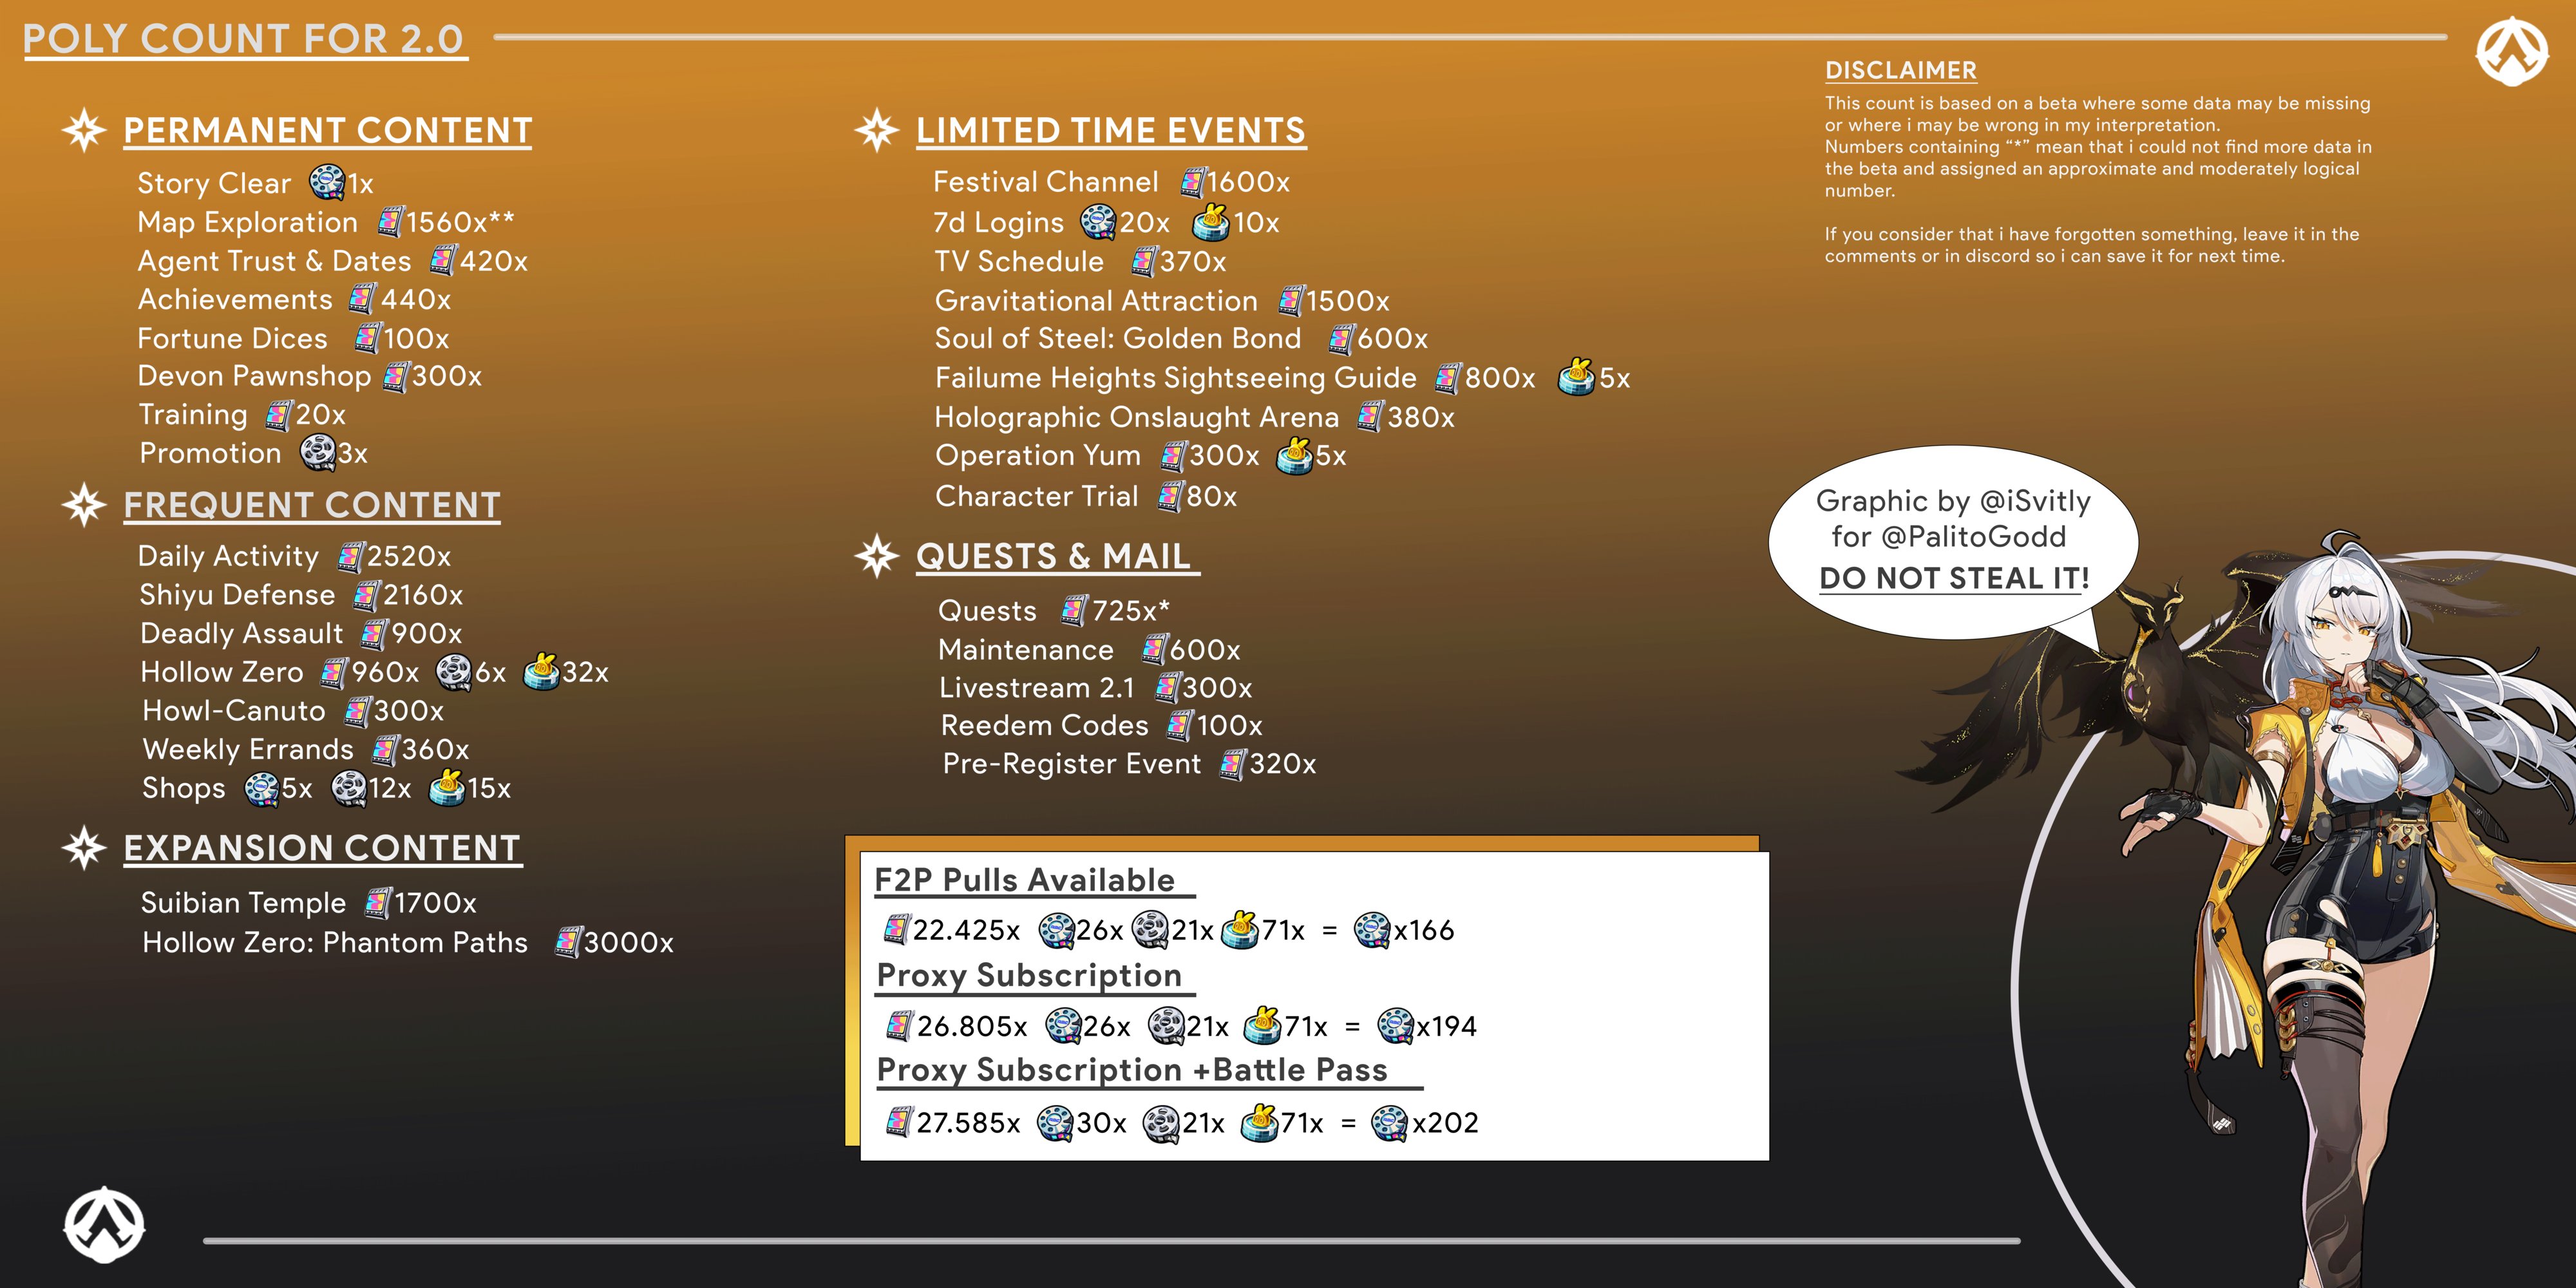 POLY COUNT FOR 2.0
PERMANENT CONTENT
Story Clear 1x
Map Exploration 1560x**
Agent Trust & Dates 420x
Achievements 440x
Fortune Dices 100x
Devon Pawnshop 300x
Training 20x
Promotion 3x
FREQUENT CONTENT
Daily Activity 2520x
Shiyu Defense 2160x
Deadly Assault 900x
Hollow Zero 960x 6x 32x
Howl-Canuto 300x
Weekly Errands 360x
Shops 5x 12x 15x
EXPANSION CONTENT
Suibian Temple 1700x
Hollow Zero: Phantom Paths 3000x
LIMITED TIME EVENTS
Festival Channel 1600x
7d Logins 20x 10x
TV Schedule 370x
Gravitational Attraction 1500x
Soul of Steel: Golden Bond 600x
Failume Heights Sightseeing Guide 800x 5x
Holographic Onslaught Arena 380x
Operation Yum 300x 5x
Character Trial 80x
QUESTS & MAIL
Quests 725x*
Maintenance 600x
Livestream 2.1 300x
Reedem Codes 100x
Pre-Register Event 320x
F2P Pulls Available
22.425x 26x 21x 71x = x166
Proxy Subscription
26.805x 26x 21x 71x = x194
Proxy Subscription +Battle Pass
27.585x 30x 21x 71x = x202
DISCLAIMER
This count is based on a beta where some data may be missing
or where i may be wrong in my interpretation.
Numbers containing “*” mean that i could not find more data in
the beta and assigned an approximate and moderately logical
number.
If you consider that i have forgotten something, leave it in the
comments or in discord so i can save it for next time.
Graphic by @iSvitly
for @PalitoGodd
DO NOT STEAL IT!